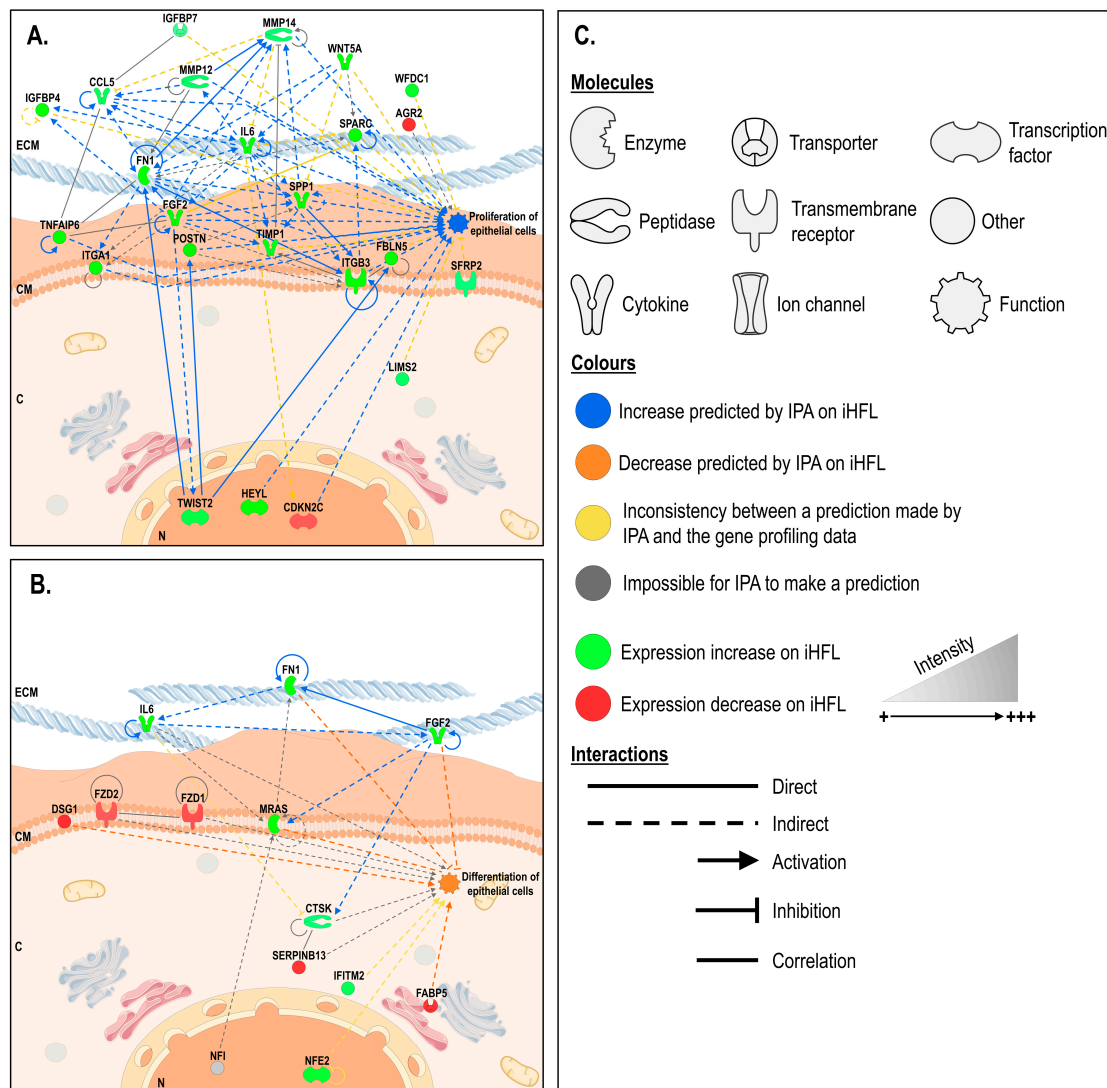 A.
IGFBP7
MMP14
WNT5A
MMP12
CCL5
WFDC1
IGFBP4
AGR2
IL6
SPARC
ECM
FN1
SPP1
FGF2
Proliferation of
epithelial cells
TNFAIP6
POSTN
TIMP1
FBLN5
ITGA1
ITGB3
SFRP2
CM
LIMS2
C
TWIST2
HEYL
CDKN2C
N
B.
FN1
ECM
IL6
FGF2
FZD2
FZD1
DSG1
MRAS
CM
Differentiation of
epithelial cells
CTSK
C
SERPINB13
IFITM2
FABP5
NFI
NFE2
N
C.
Molecules
Enzyme
Transporter
Transcription
factor
Peptidase
Transmembrane
receptor
Other
Cytokine
Ion channel
Function
Colours
Increase predicted by IPA on iHFL
Decrease predicted by IPA on iHFL
Inconsistency between a prediction made by
IPA and the gene profiling data
Impossible for IPA to make a prediction
Expression increase on iHFL
Intensity
Expression decrease on iHFL
+ +++
Interactions
Direct
Indirect
Activation
Inhibition
Correlation